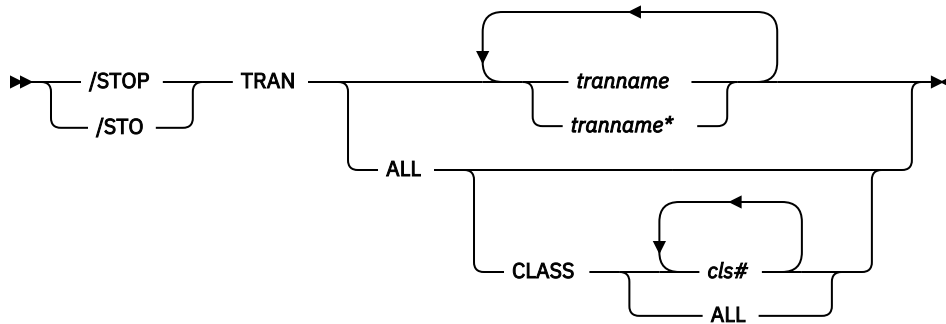 /STOP TRAN tranname
/STO tranname*
ALL
CLASS cls#
ALL